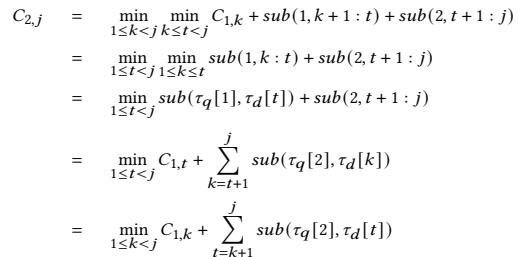 C_{2,j} = \min_{1≤k<j} \min_{k≤t<j} C_{1,k} + sub(1, k + 1 : t) + sub(2, t + 1 : j)
= \min_{1≤t<j} \min_{1≤k≤t} sub(1, k : t) + sub(2, t + 1 : j)
= \min_{1≤t<j} sub(τ_q[1], τ_d[t]) + sub(2, t + 1 : j)
= \min_{1≤t<j} C_{1,t} + \sum_{k=t+1}^{j} sub(τ_q[2], τ_d[k])
= \min_{1≤k<j} C_{1,k} + \sum_{t=k+1}^{j} sub(τ_q[2], τ_d[t])